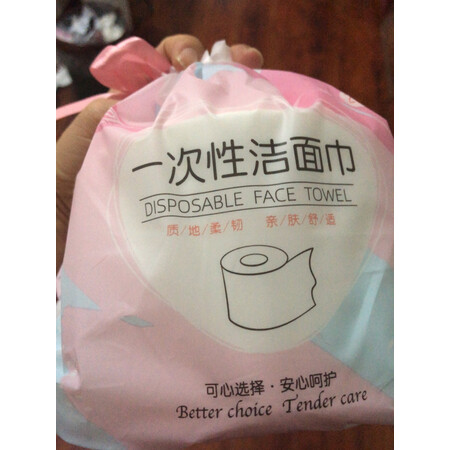 一次性洁面巾
DISPOSABLE FACE TOWEL
质/地/柔/韧 亲/肤/舒/适
可心选择·安心呵护
Better choice Tender care